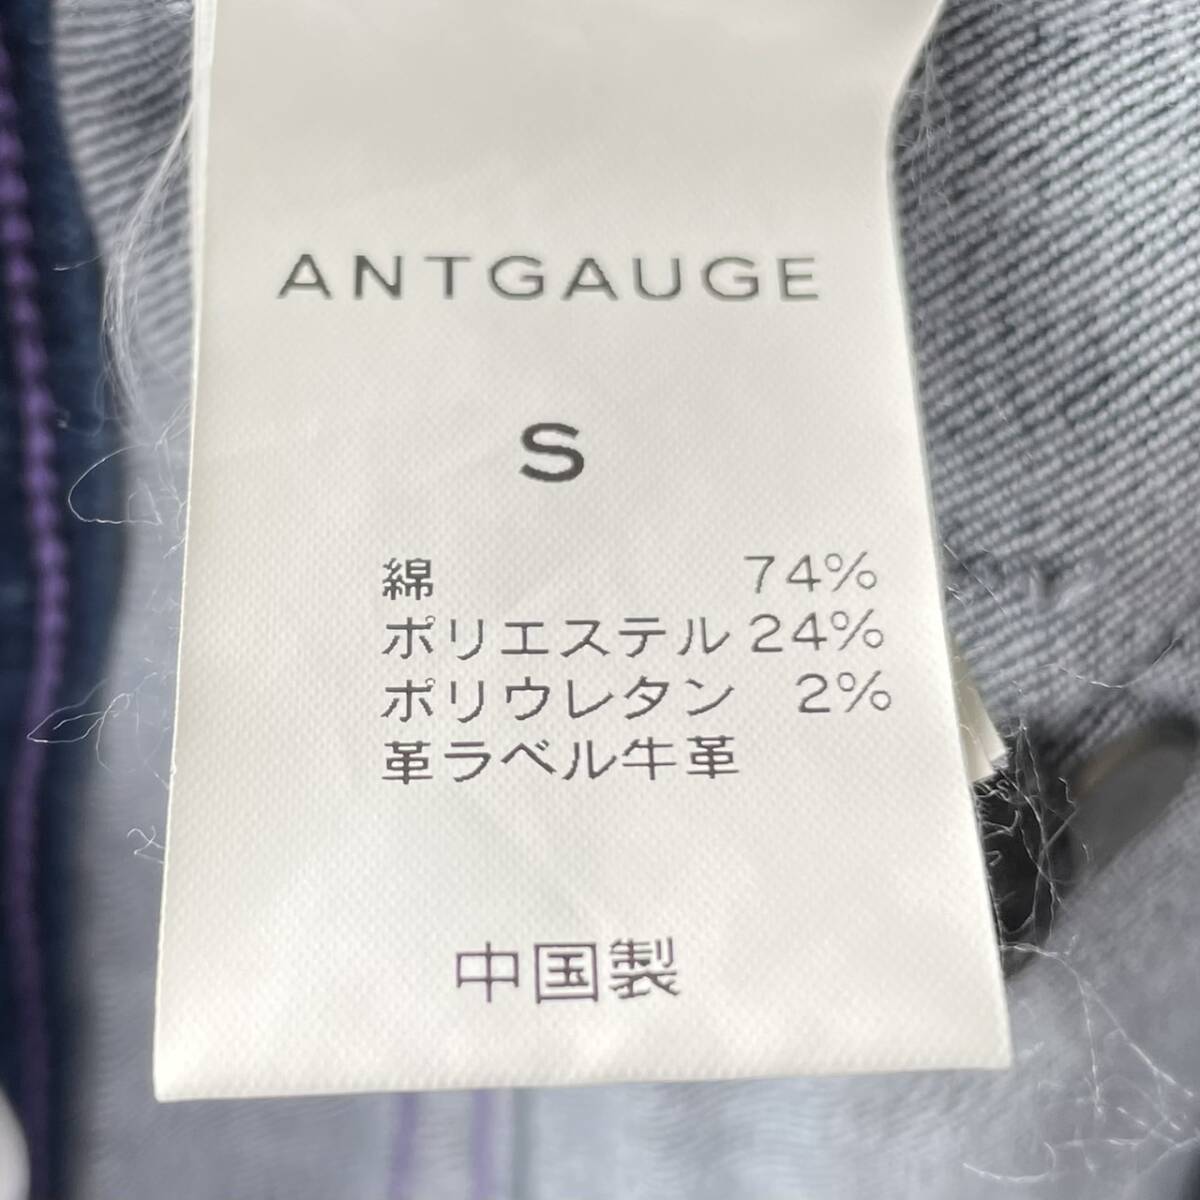 ANTGAUGE
S
綿 74%
ポリエステル 24%
ポリウレタン 2%
革ラベル牛革
中国製